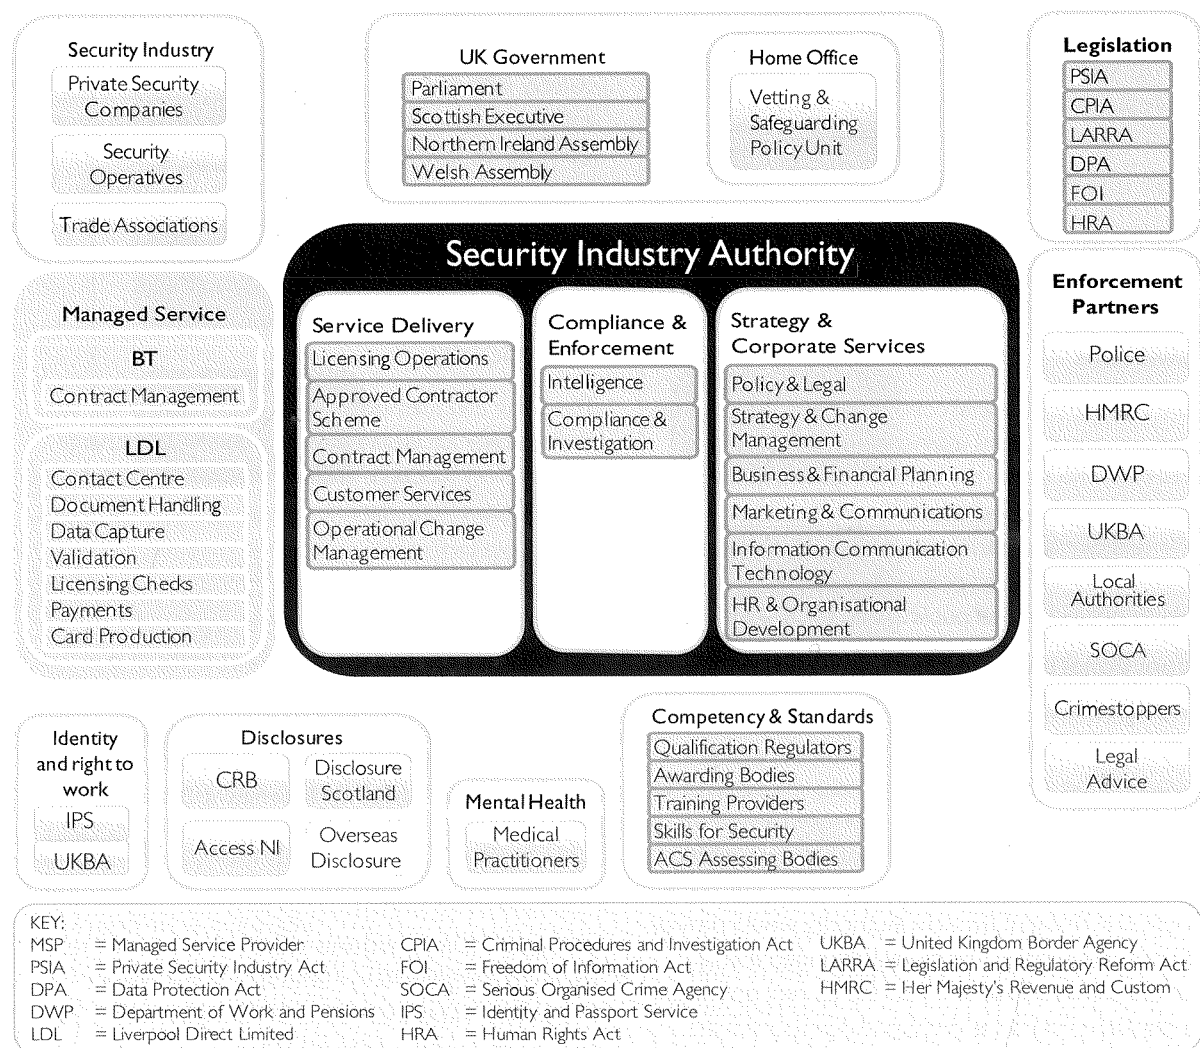 Security Industry
Private Security
Companies
Security
Operatives
Trade Associations
UK Government
Parliament
Scottish Executive
Northern Ireland Assembly
Welsh Assembly
Home Office
Vetting &
Safeguarding
Policy Unit
Legislation
PSIA
CPIA
LARRA
DPA
FOI
HRA
Managed Service
BT
Contract Management
LDL
Contact Centre
Document Handling
Data Capture
Validation
Licensing Checks
Payments
Card Production
Security Industry Authority
Service Delivery
Licensing Operations
Approved Contractor
Scheme
Contract Management
Customer Services
Operational Change
Management
Compliance &
Enforcement
Intelligence
Compliance &
Investigation
Strategy &
Corporate Services
Policy & Legal
Strategy & Change
Management
Business & Financial Planning
Marketing & Communications
Information Communication
Technology
HR & Organisational
Development
Enforcement
Partners
Police
HMRC
DWP
UKBA
Local
Authorities
SOCA
Crimestoppers
Legal
Advice
Identity
and right to
work
IPS
UKBA
Disclosures
CRB
Disclosure
Scotland
Access NI
Overseas
Disclosure
Mental Health
Medical
Practitioners
Competency & Standards
Qualification Regulators
Awarding Bodies
Training Providers
Skills for Security
ACS Assessing Bodies
KEY:
MSP = Managed Service Provider
PSIA = Private Security Industry Act
DPA = Data Protection Act
DWP = Department of Work and Pensions
LDL = Liverpool Direct Limited
CPIA = Criminal Procedures and Investigation Act
FOI = Freedom of Information Act
SOCA = Serious Organised Crime Agency
IPS = Identity and Passport Service
HRA = Human Rights Act
UKBA = United Kingdom Border Agency
LARRA = Legislation and Regulatory Reform Act
HMRC = Her Majesty's Revenue and Custom